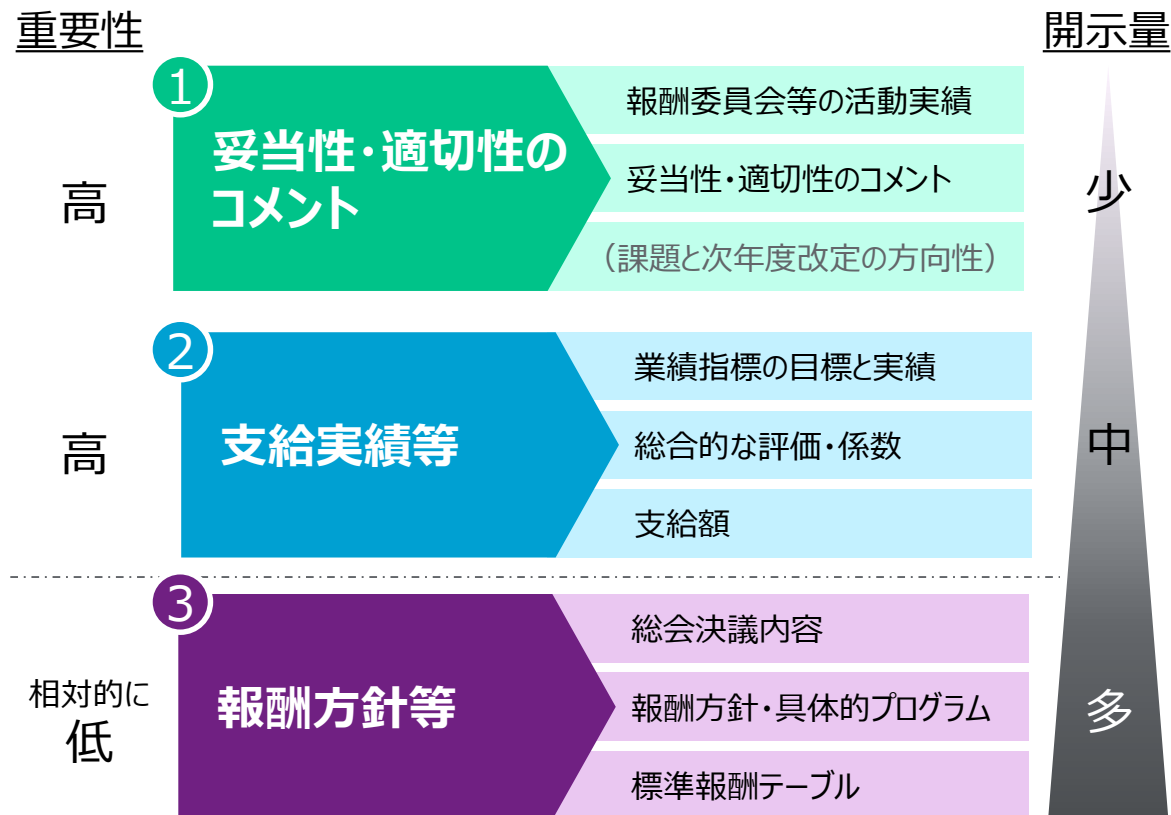 重要性
開示量
1
妥当性・適切性の
コメント
報酬委員会等の活動実績
妥当性・適切性のコメント
（課題と次年度改定の方向性）
高
少
2
支給実績等
業績指標の目標と実績
総合的な評価・係数
支給額
高
中
3
報酬方針等
総会決議内容
報酬方針・具体的プログラム
標準報酬テーブル
相対的に
低
多